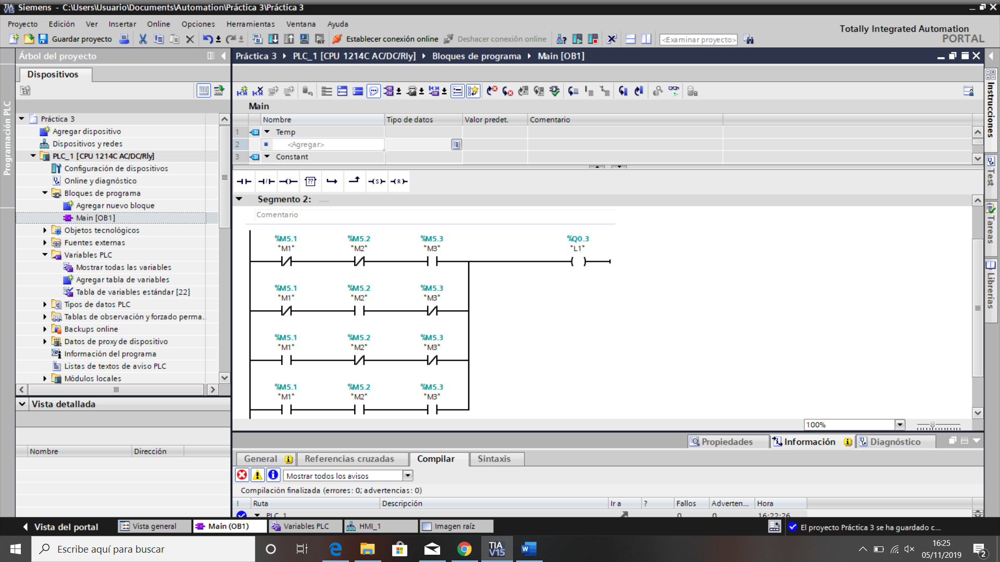 TIA V15 Siemens - C:\Users\Usuario\Documents\Automation\Práctica 3\Práctica 3
Proyecto Edición Ver Insertar Online Opciones Herramientas Ventana Ayuda
Totally Integrated Automation
PORTAL
Guardar proyecto Establecer conexión online Deshacer conexión online <Examinar proyecto>
Árbol del proyecto
Práctica 3 PLC_1 [CPU 1214C AC/DC/Rly] Bloques de programa Main [OB1]
Dispositivos
Programación PLC
Práctica 3
Agregar dispositivo
Dispositivos y redes
PLC_1 [CPU 1214C AC/DC/Rly]
Configuración de dispositivos
Online y diagnóstico
Bloques de programa
Agregar nuevo bloque
Main [OB1]
Objetos tecnológicos
Fuentes externas
Variables PLC
Mostrar todas las variables
Agregar tabla de variables
Tabla de variables estándar [22]
Tipos de datos PLC
Tablas de observación y forzado perma..
Backups online
Datos de proxy de dispositivo
Información del programa
Listas de textos de aviso PLC
Módulos locales
Vista detallada
Nombre Dirección
Main
Nombre Tipo de datos Valor predet. Comentario
1 Temp
2 <Agregar>
3 Constant
??
(S) (R)
Segmento 2: .....
Comentario
%M5.1 %M5.2 %M5.3 %Q0.3
"M1" "M2" "M3" "L1"
%M5.1 %M5.2 %M5.3
"M1" "M2" "M3"
%M5.1 %M5.2 %M5.3
"M1" "M2" "M3"
%M5.1 %M5.2 %M5.3
"M1" "M2" "M3"
100%
Instrucciones
Test
Tareas
Librerías
Propiedades Información Diagnóstico
General Referencias cruzadas Compilar Sintaxis
Mostrar todos los avisos
Compilación finalizada (errores: 0; advertencias: 0)
! Ruta Descripción Ir a ? Fallos Adverten... Hora
PLC_1 0 0 16:22:26
Vista del portal Vista general Main (OB1) Variables PLC HMI_1 Imagen raíz El proyecto Práctica 3 se ha guardado c...
Escribe aquí para buscar
TIA V15
16:25
05/11/2019
2